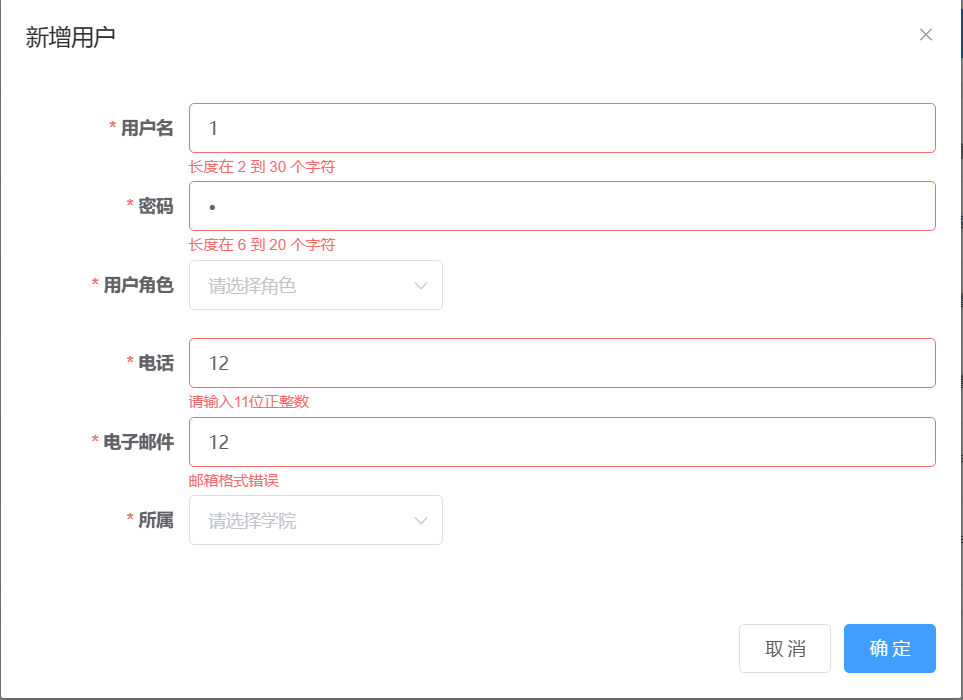 新增用户
* 用户名 1
长度在 2 到 30 个字符
* 密码 •
长度在 6 到 20 个字符
* 用户角色 请选择角色
* 电话 12
请输入11位正整数
* 电子邮件 12
邮箱格式错误
* 所属 请选择学院
取消 确定